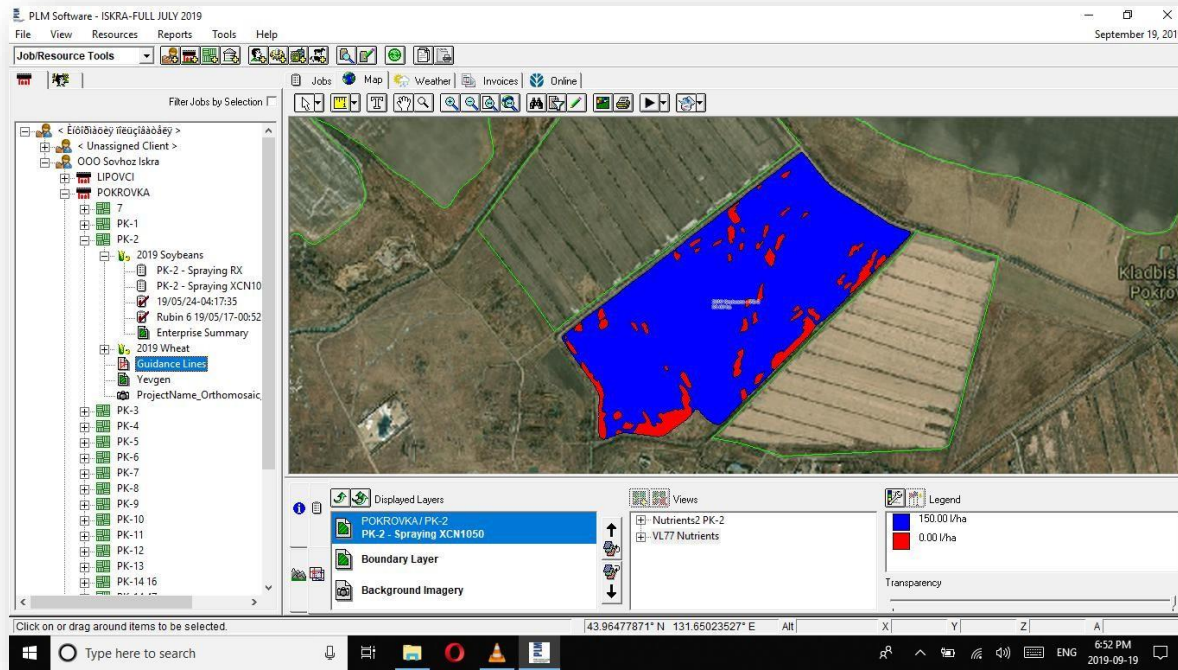 PLM Software - ISKRA-FULL JULY 2019
File View Resources Reports Tools Help
September 19, 201
Job/Resource Tools
Jobs Map Weather Invoices Online
Filter Jobs by Selection
< Unassigned Client >
OOO Sovhoz Iskra
LIPOVCI
POKROVKA
7
PK-1
PK-2
2019 Soybeans
PK-2 - Spraying RX
PK-2 - Spraying XCN10
19/05/24-04:17:35
Rubin 6 19/05/17-00:52
Enterprise Summary
2019 Wheat
Guidance Lines
Yevgen
ProjectName_Orthomosaic_
PK-3
PK-4
PK-5
PK-6
PK-7
PK-8
PK-9
PK-10
PK-11
PK-12
PK-13
PK-14 16
Kladbis
Pokro
Displayed Layers
POKROVKA/ PK-2
PK-2 - Spraying XCN1050
Boundary Layer
Background Imagery
Views
Nutrients2 PK-2
VL77 Nutrients
Legend
150.00 l/ha
0.00 l/ha
Transparency
Click on or drag around items to be selected.
43.96477871° N 131.65023527° E Alt X Y Z A
Type here to search
ENG
6:52 PM
2019-09-19